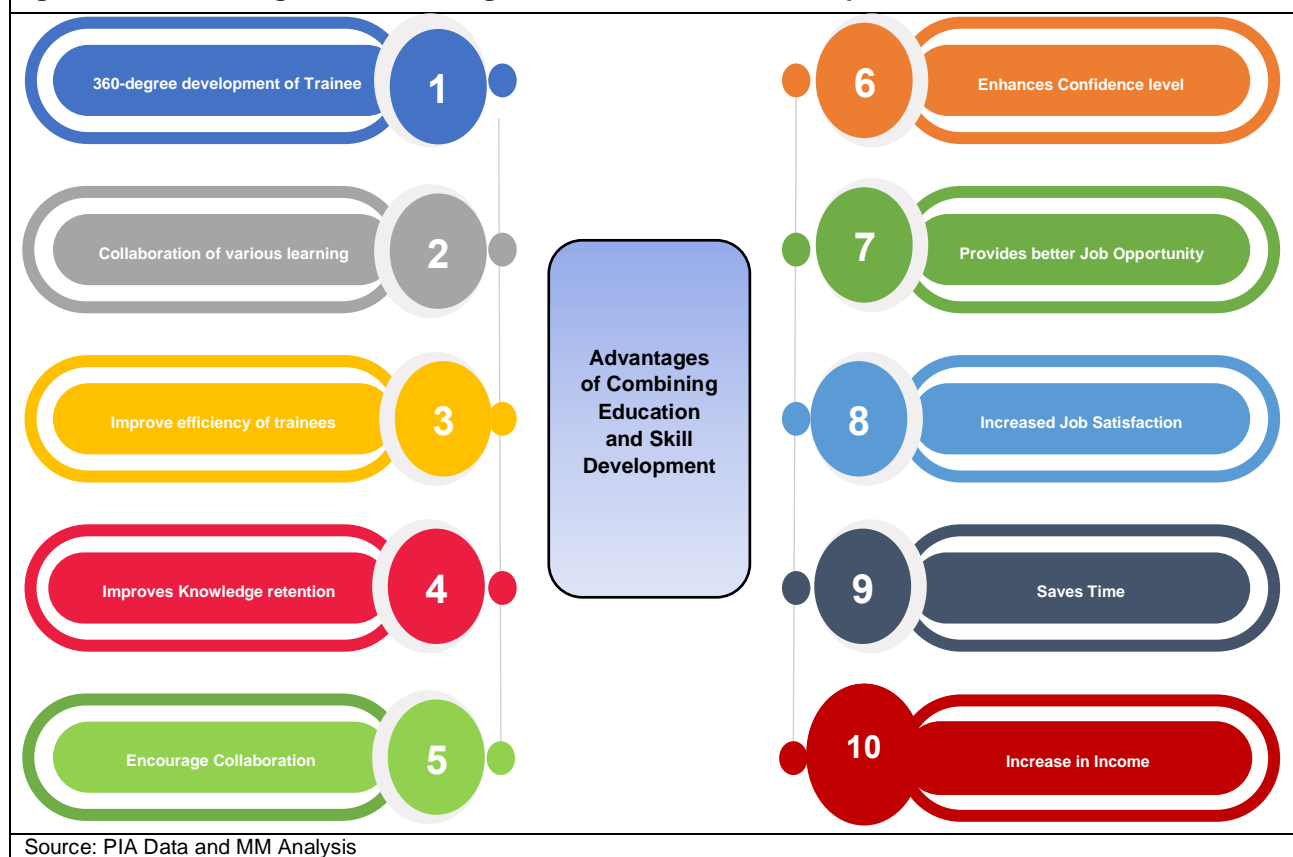 360-degree development of Trainee
1
Collaboration of various learning
2
Improve efficiency of trainees
3
Improves Knowledge retention
4
Encourage Collaboration
5
Advantages
of Combining
Education
and Skill
Development
6
Enhances Confidence level
7
Provides better Job Opportunity
8
Increased Job Satisfaction
9
Saves Time
10
Increase in Income
Source: PIA Data and MM Analysis